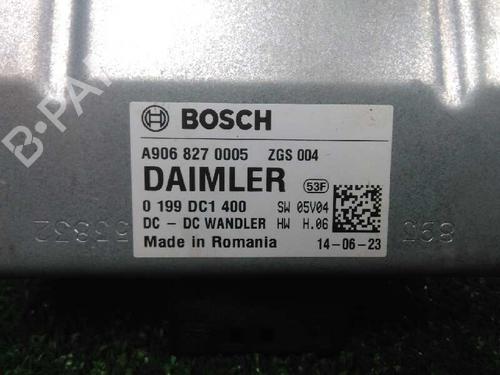 BOSCH
A906 827 0005 ZGS 004
DAIMLER 53F
0 199 DC1 400 SW 05V04
DC - DC WANDLER HW H.06
Made in Romania 14-06-23
B-PA